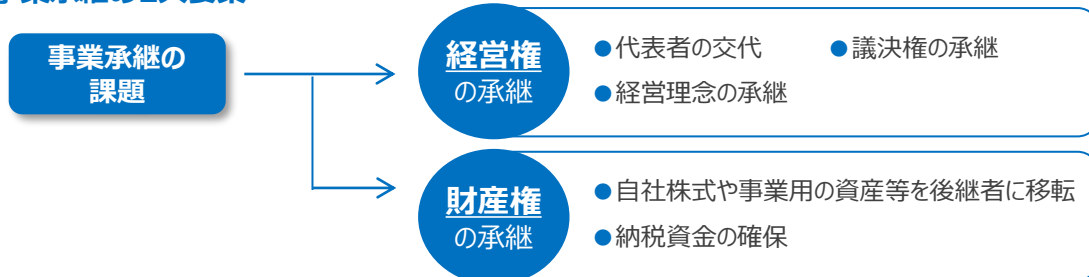 事業承継の
課題
経営権
の承継
●代表者の交代 ●議決権の承継
●経営理念の承継
財産権
の承継
●自社株式や事業用の資産等を後継者に移転
●納税資金の確保